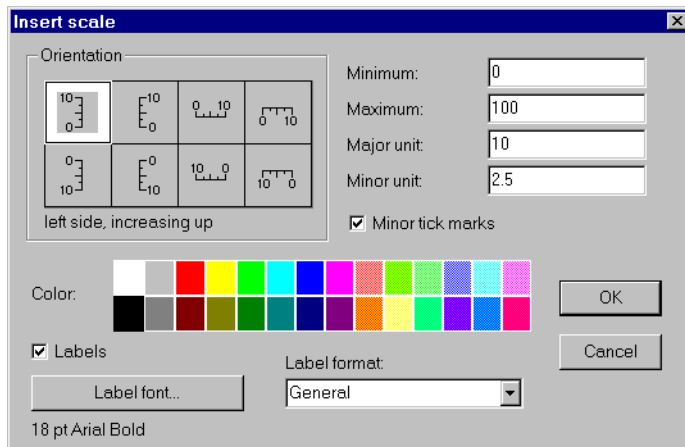 Insert scale
Orientation
10 0
10 0
0 10
0 10
0 10
0 10
10 0
10 0
left side, increasing up
Minimum: 0
Maximum: 100
Major unit: 10
Minor unit: 2.5
Minor tick marks
Color:
OK
Labels
Cancel
Label font...
Label format:
General
18 pt Arial Bold